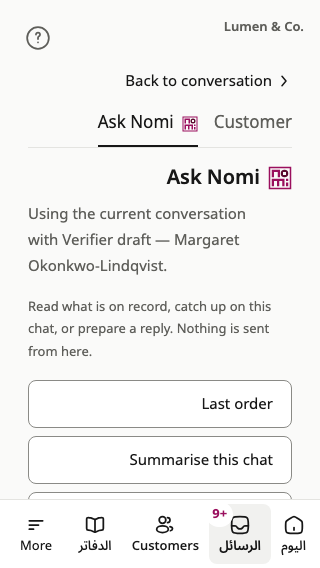 Lumen & Co.
Back to conversation
Customer
Ask Nomi
Ask Nomi
Using the current conversation
with Verifier draft — Margaret
Okonkwo-Lindqvist.
Read what is on record, catch up on this
chat, or prepare a reply. Nothing is sent
from here.
Last order
Summarise this chat
اليوم
9+
الرسائل
Customers
الدفاتر
More